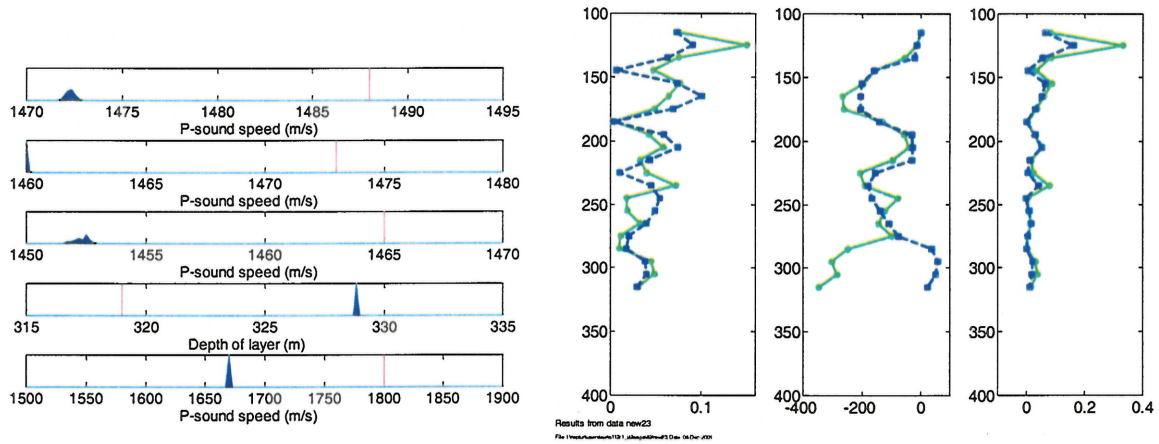 1470 1475 1480 1485 1490 1495
P-sound speed (m/s)
1460 1465 1470 1475 1480
P-sound speed (m/s)
1450 1455 1460 1465 1470
P-sound speed (m/s)
315 320 325 330 335
Depth of layer (m)
1500 1550 1600 1650 1700 1750 1800 1850 1900
P-sound speed (m/s)
100
150
200
250
300
350
400
0 0.1
100
150
200
250
300
350
400
-400 -200 0
100
150
200
250
300
350
400
0 0.2 0.4
Results from data new23